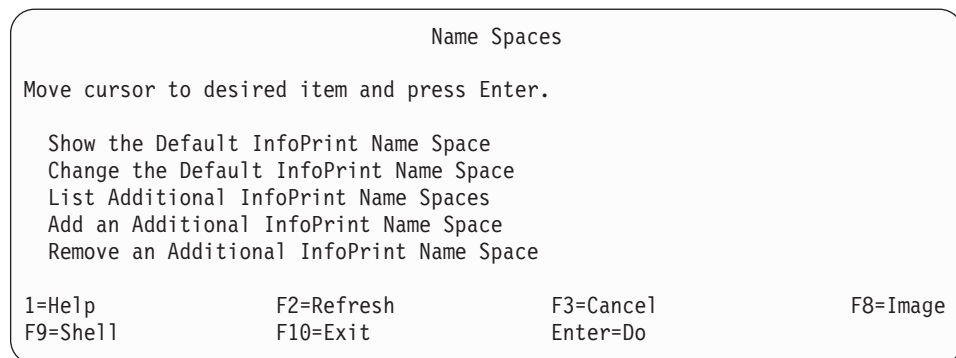 Name Spaces
Move cursor to desired item and press Enter.
Show the Default InfoPrint Name Space
Change the Default InfoPrint Name Space
List Additional InfoPrint Name Spaces
Add an Additional InfoPrint Name Space
Remove an Additional InfoPrint Name Space
1=Help F2=Refresh F3=Cancel F8=Image
F9=Shell F10=Exit Enter=Do